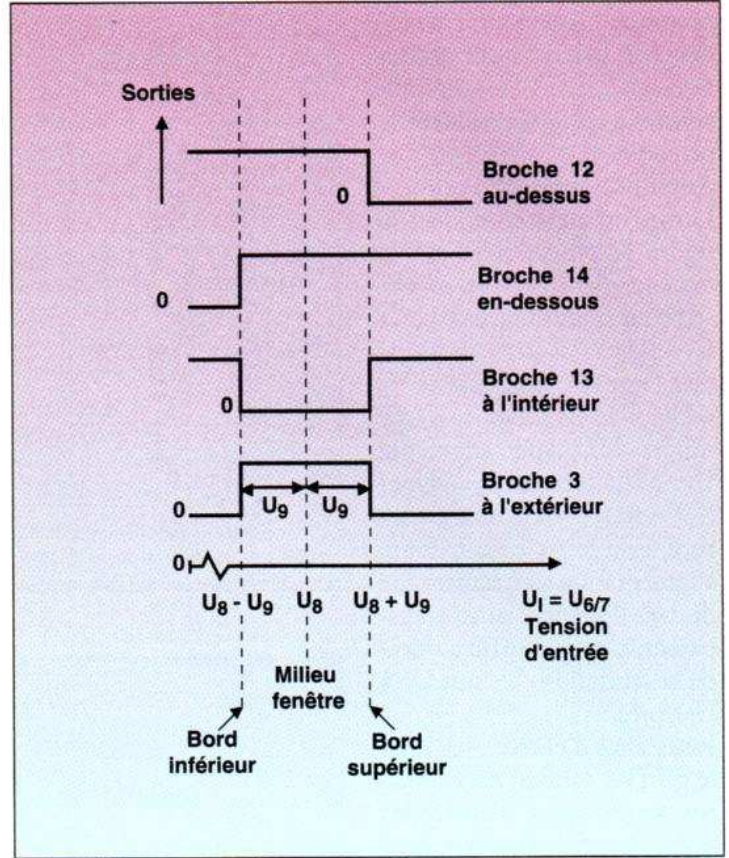 Sorties
Broche 12
au-dessus
0
Broche 14
en-dessous
0
Broche 13
à l'intérieur
0
Broche 3
à l'extérieur
U9 U9
0
0
U8 - U9 U8 U8 + U9 UI = U6/7
Tension
d'entrée
Milieu
fenêtre
Bord
inférieur
Bord
supérieur